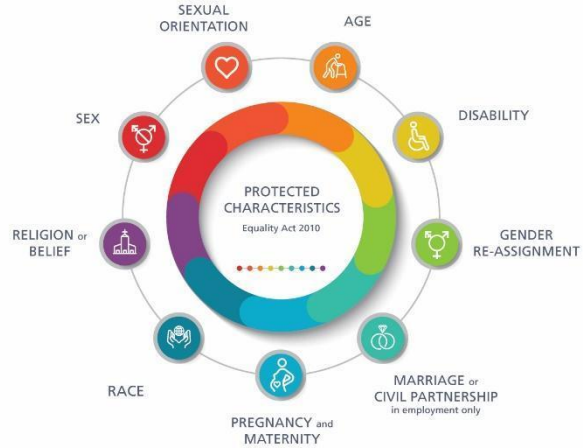 SEXUAL
ORIENTATION
AGE
DISABILITY
GENDER
RE-ASSIGNMENT
MARRIAGE or
CIVIL PARTNERSHIP
in employment only
PREGNANCY and
MATERNITY
RACE
RELIGION or
BELIEF
SEX
PROTECTED
CHARACTERISTICS
Equality Act 2010